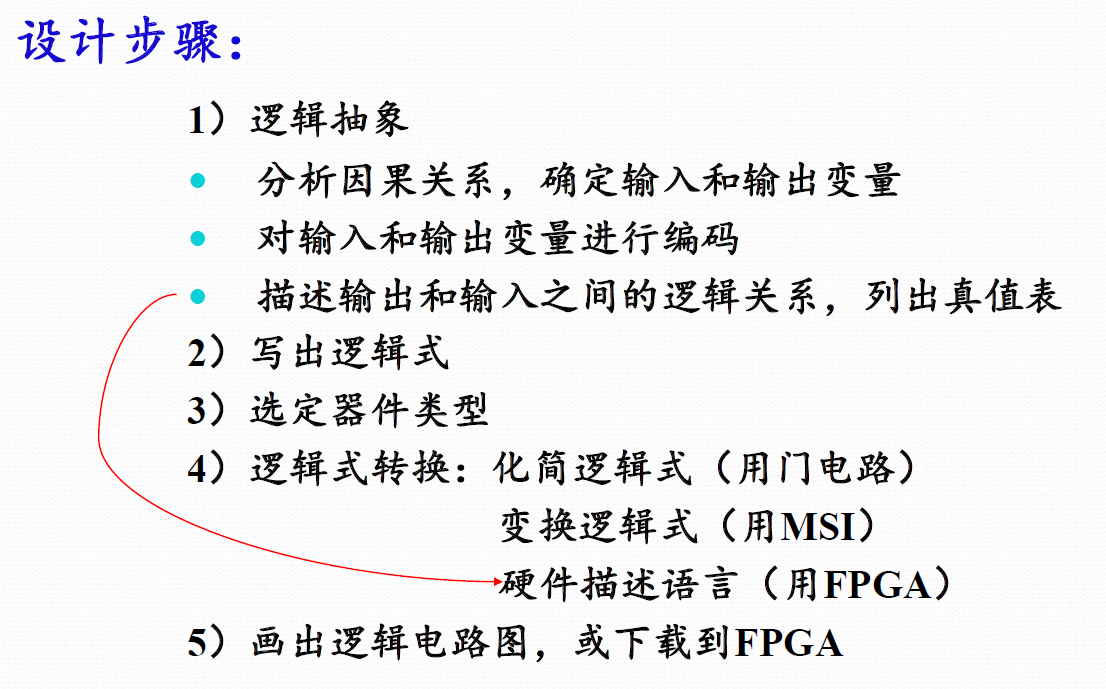 设计步骤：
1）逻辑抽象
• 分析因果关系，确定输入和输出变量
• 对输入和输出变量进行编码
• 描述输出和输入之间的逻辑关系，列出真值表
2）写出逻辑式
3）选定器件类型
4）逻辑式转换：化简逻辑式（用门电路）
变换逻辑式（用MSI）
硬件描述语言（用FPGA）
5）画出逻辑电路图，或下载到FPGA